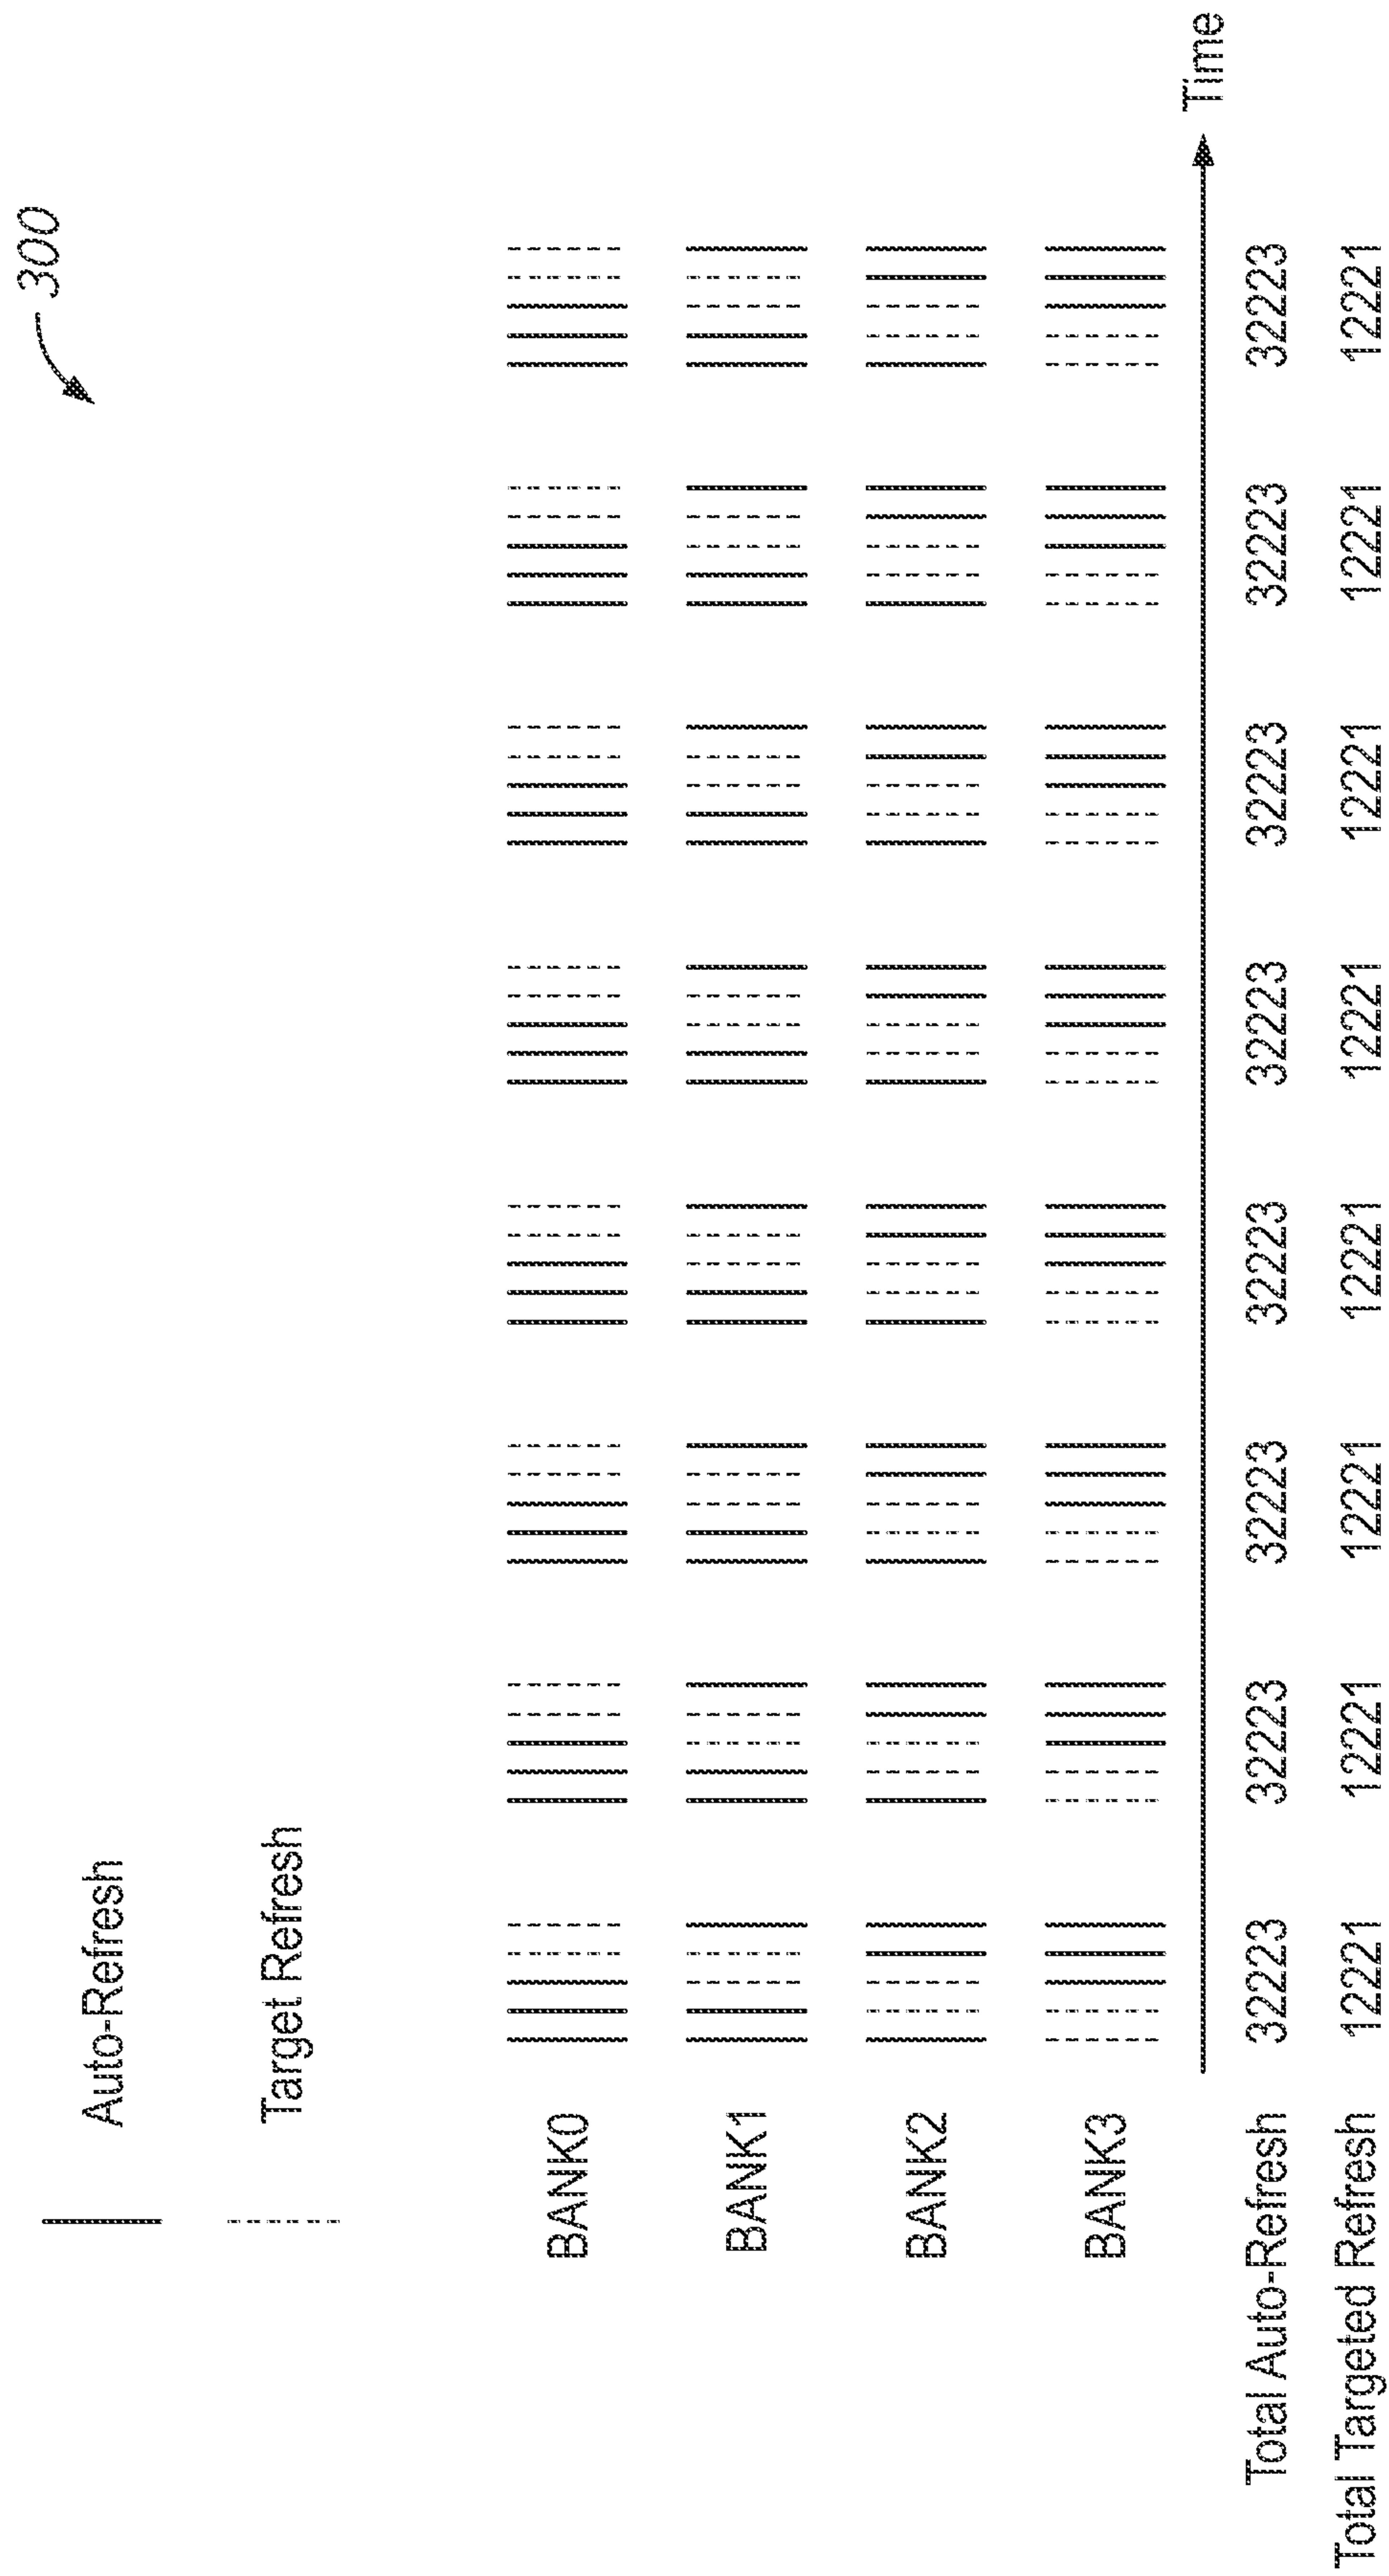 300
Auto-Refresh
Target Refresh
BANK0
BANK1
BANK2
BANK3
Time
Total Auto-Refresh 32223 32223 32223 32223 32223 32223 32223 32223
Total Targeted Refresh 12221 12221 12221 12221 12221 12221 12221 12221